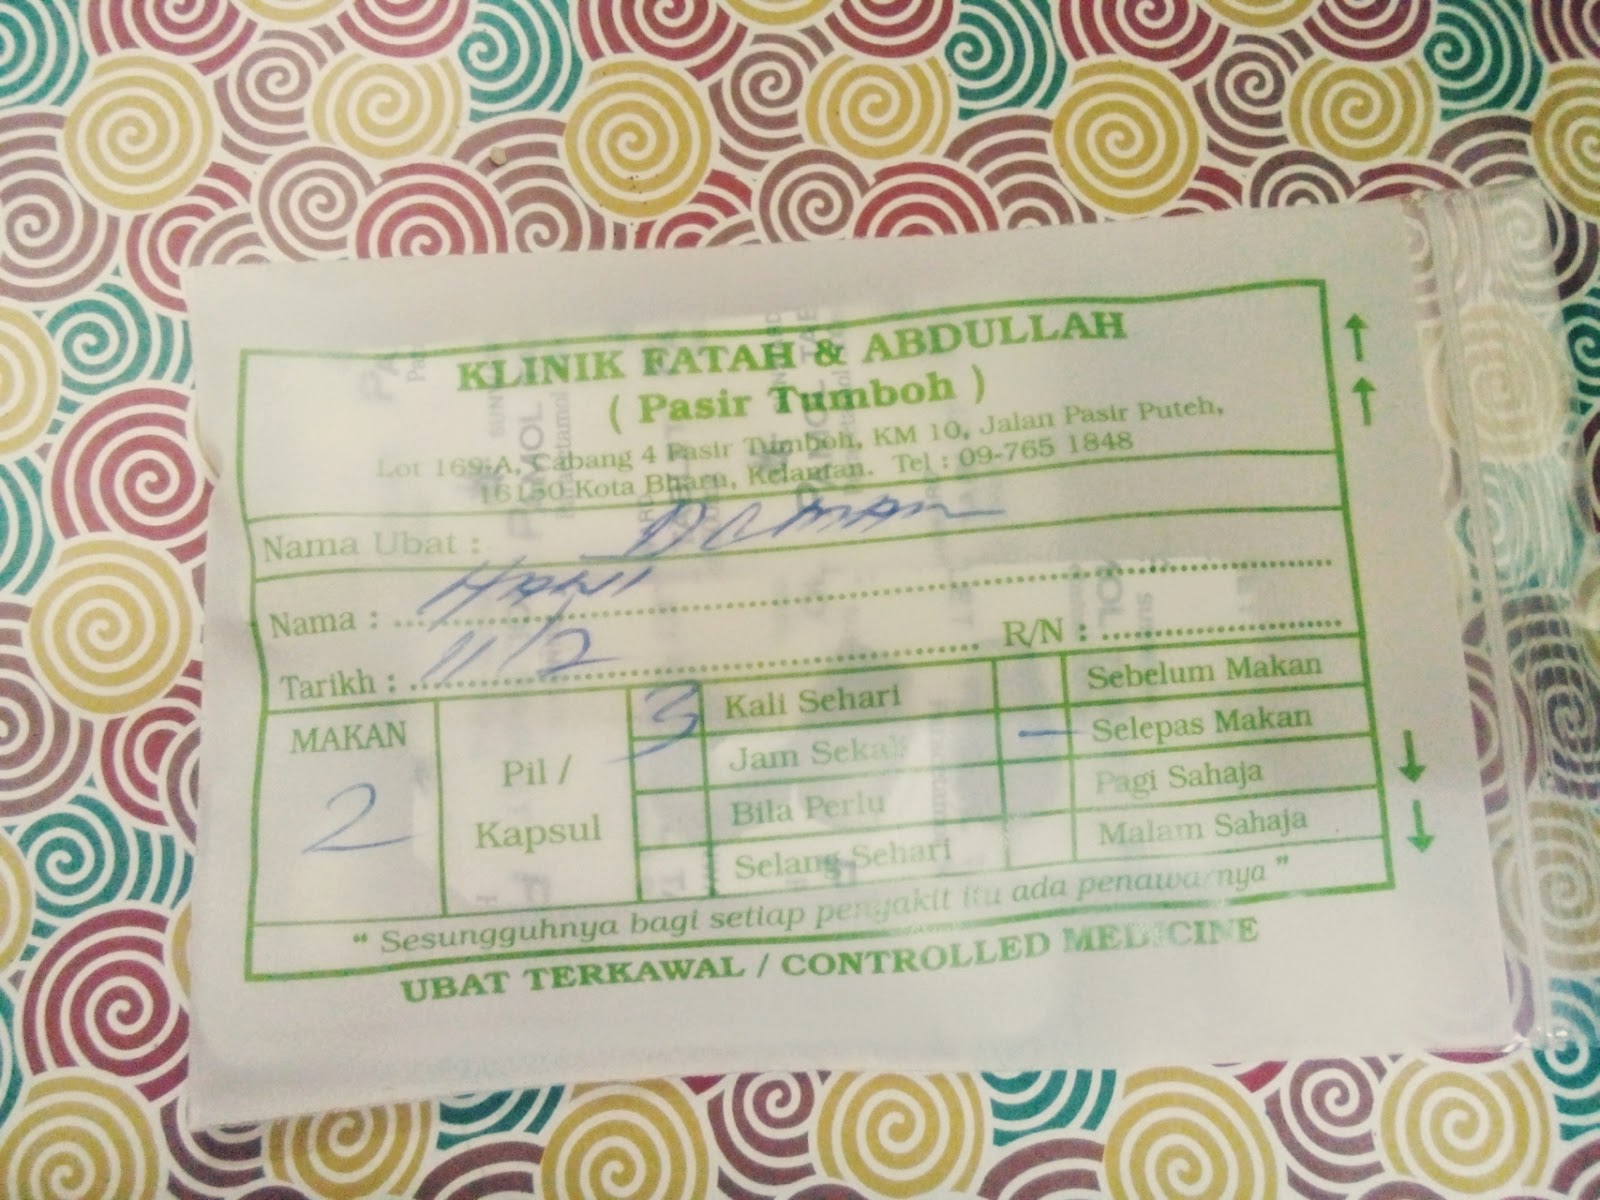 KLINIK FATAH & ABDULLAH
( Pasir Tumboh )
Lot 169-A, Cabang 4 Pasir Tumboh, KM 10, Jalan Pasir Puteh,
16150 Kota Bharu, Kelantan. Tel : 09-765 1848
Nama Ubat :
Nama : HANI
Tarikh : 11/2 R/N :
MAKAN
2
Pil /
Kapsul
3 Kali Sehari
Jam Sekali
Bila Perlu
Selang Sehari
Sebelum Makan
— Selepas Makan
Pagi Sahaja
Malam Sahaja
" Sesungguhnya bagi setiap penyakit itu ada penawarnya "
UBAT TERKAWAL / CONTROLLED MEDICINE
↑
↑
↓
↓